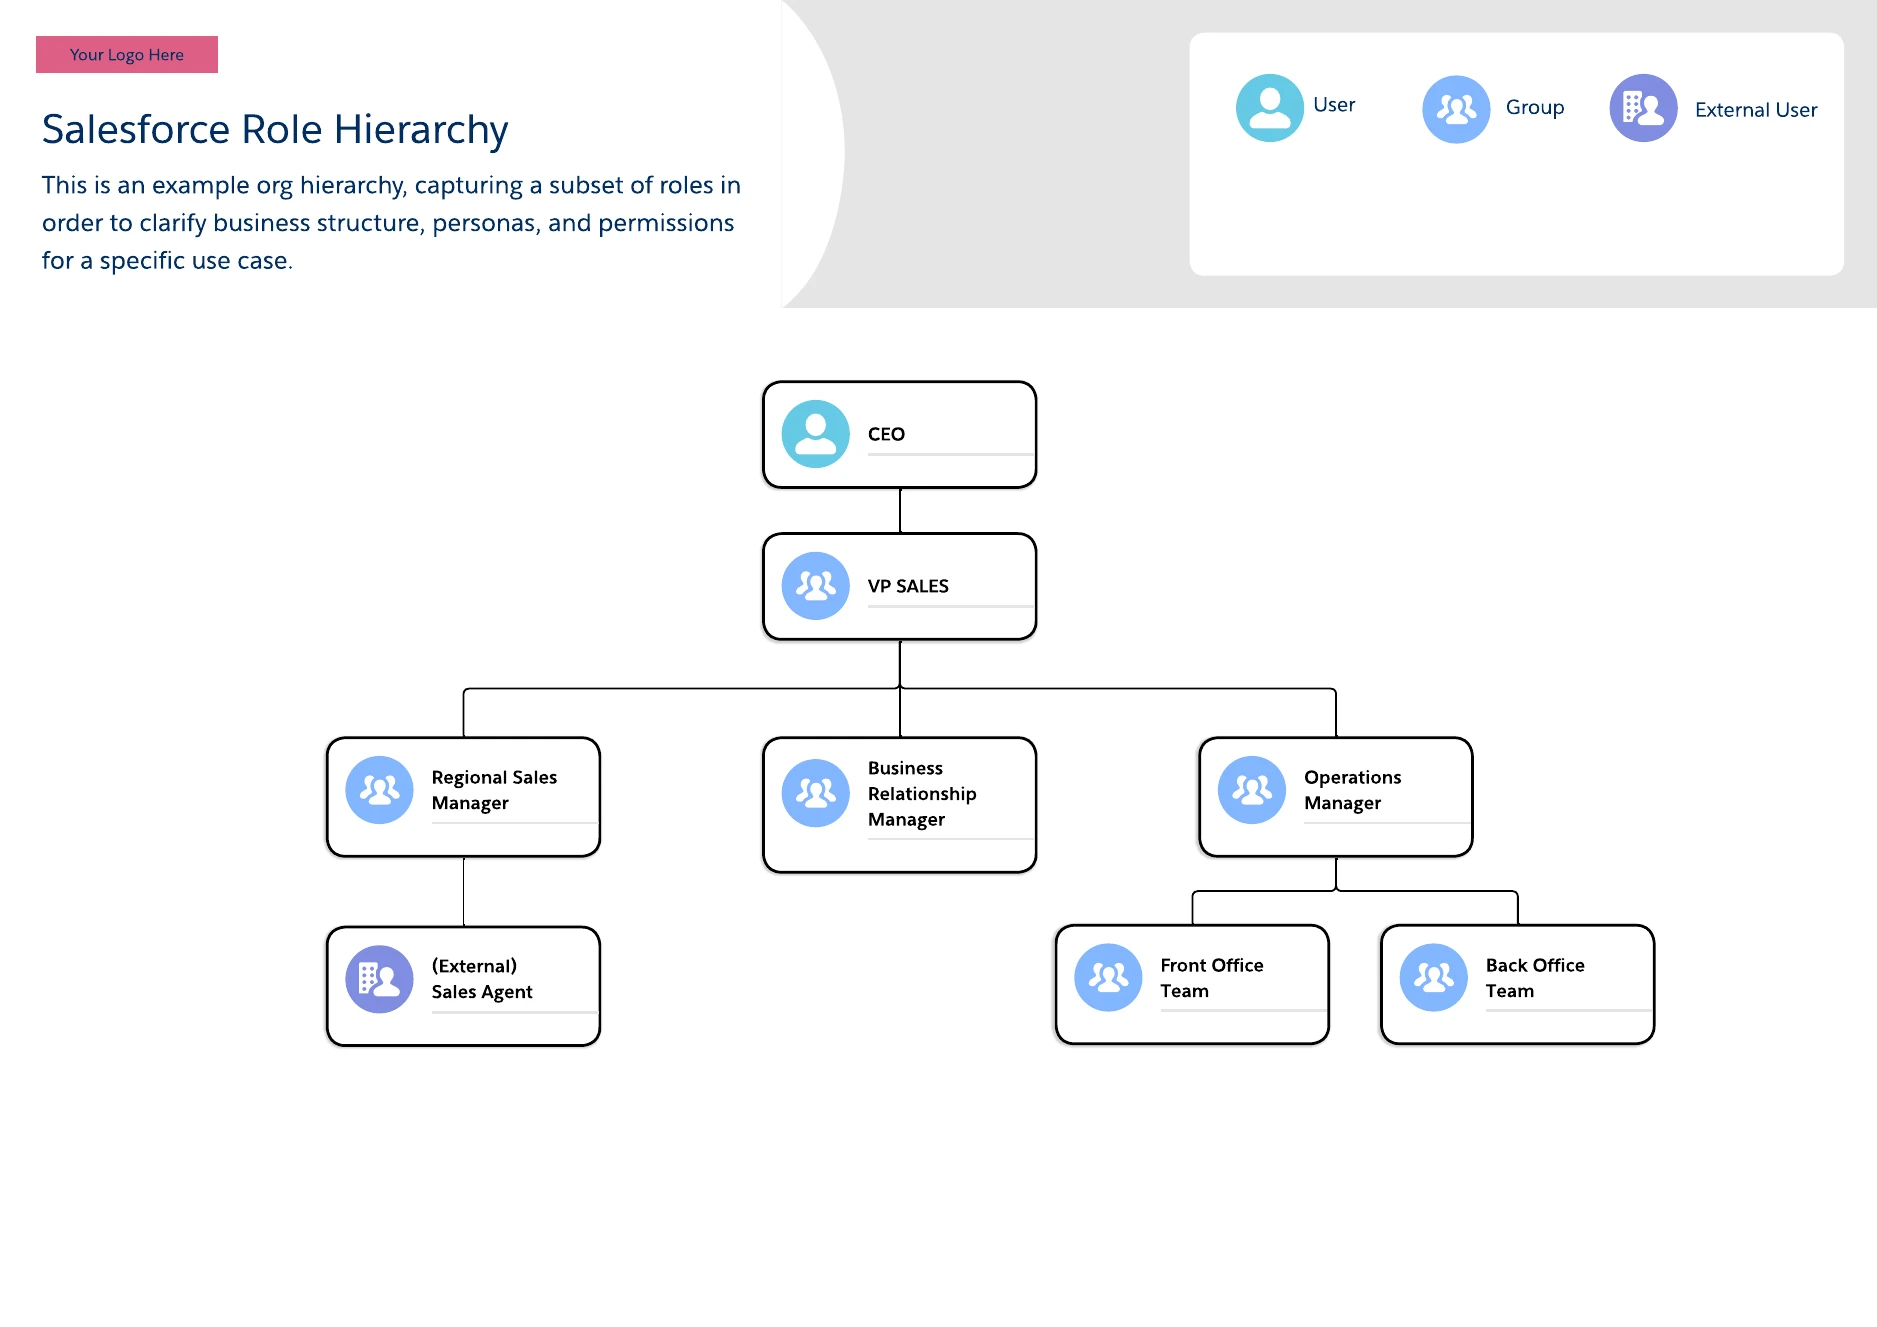 Your Logo Here
Salesforce Role Hierarchy
This is an example org hierarchy, capturing a subset of roles in
order to clarify business structure, personas, and permissions
for a specific use case.
User
Group
External User
CEO
VP SALES
Regional Sales
Manager
Business
Relationship
Manager
Operations
Manager
(External)
Sales Agent
Front Office
Team
Back Office
Team